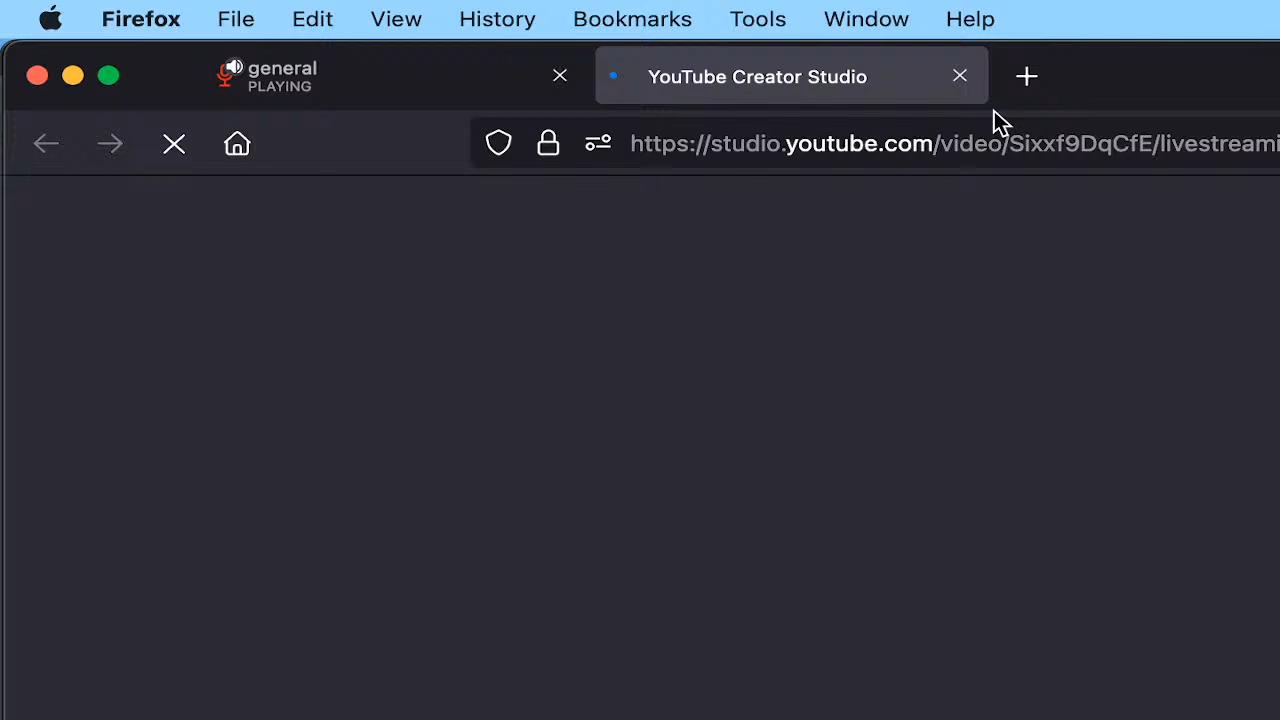 Firefox File Edit View History Bookmarks Tools Window Help
general
PLAYING
YouTube Creator Studio
https://studio.youtube.com/video/Sixxf9DqCfE/livestreami